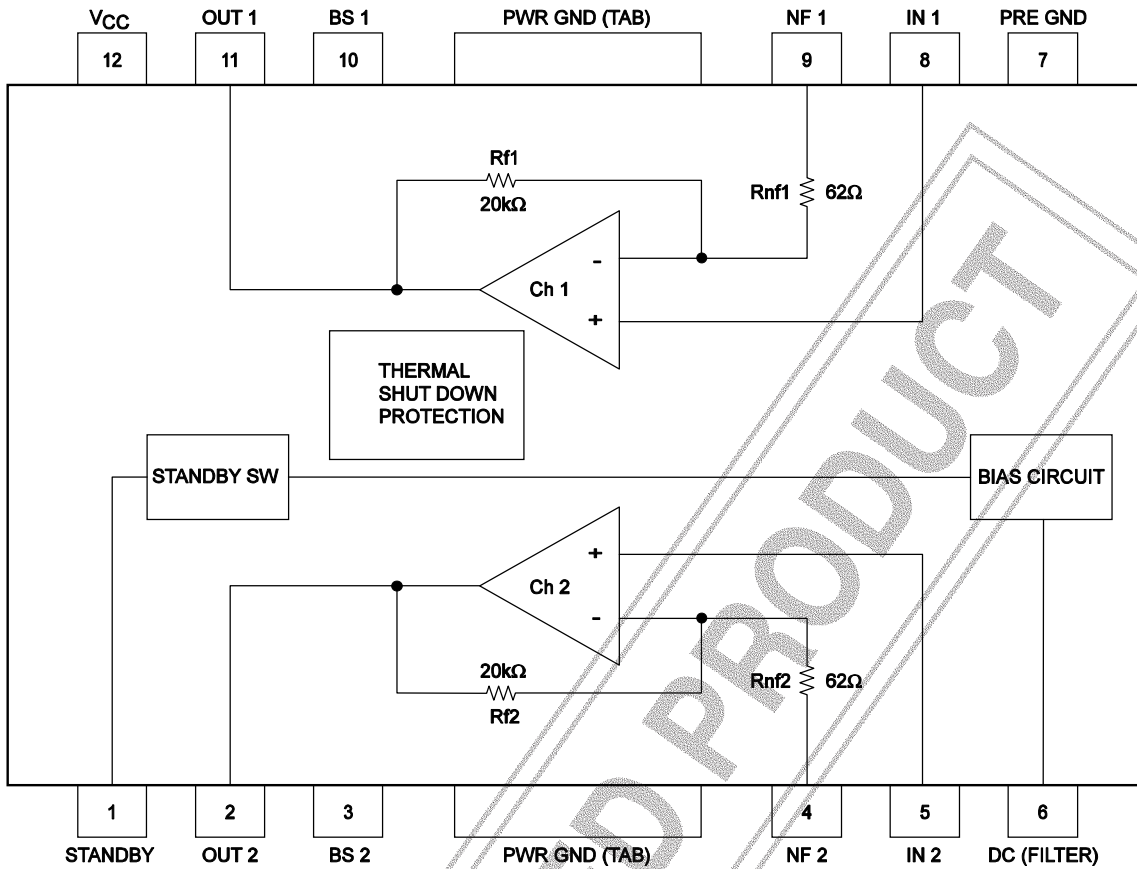 VCC OUT 1 BS 1 PWR GND (TAB) NF 1 IN 1 PRE GND
12 11 10 9 8 7
Rf1
20kΩ
Rnf1 62Ω
-
Ch 1
+
THERMAL
SHUT DOWN
PROTECTION
STANDBY SW
BIAS CIRCUIT
+
Ch 2
-
20kΩ
Rf2
Rnf2 62Ω
1 2 3 4 5 6
STANDBY OUT 2 BS 2 PWR GND (TAB) NF 2 IN 2 DC (FILTER)
PRODUCT